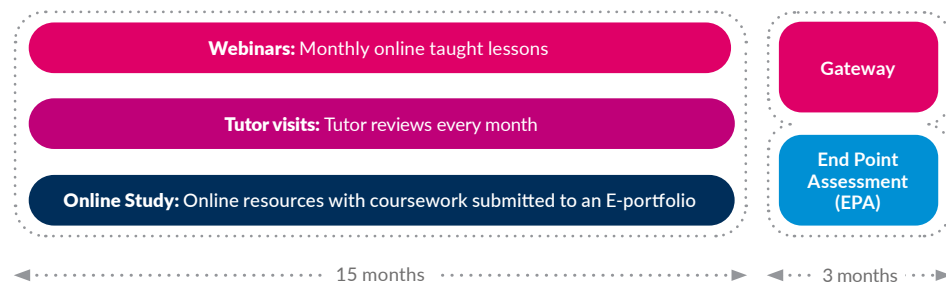 Webinars: Monthly online taught lessons
Tutor visits: Tutor reviews every month
Online Study: Online resources with coursework submitted to an E-portfolio
Gateway
End Point
Assessment
(EPA)
15 months
3 months